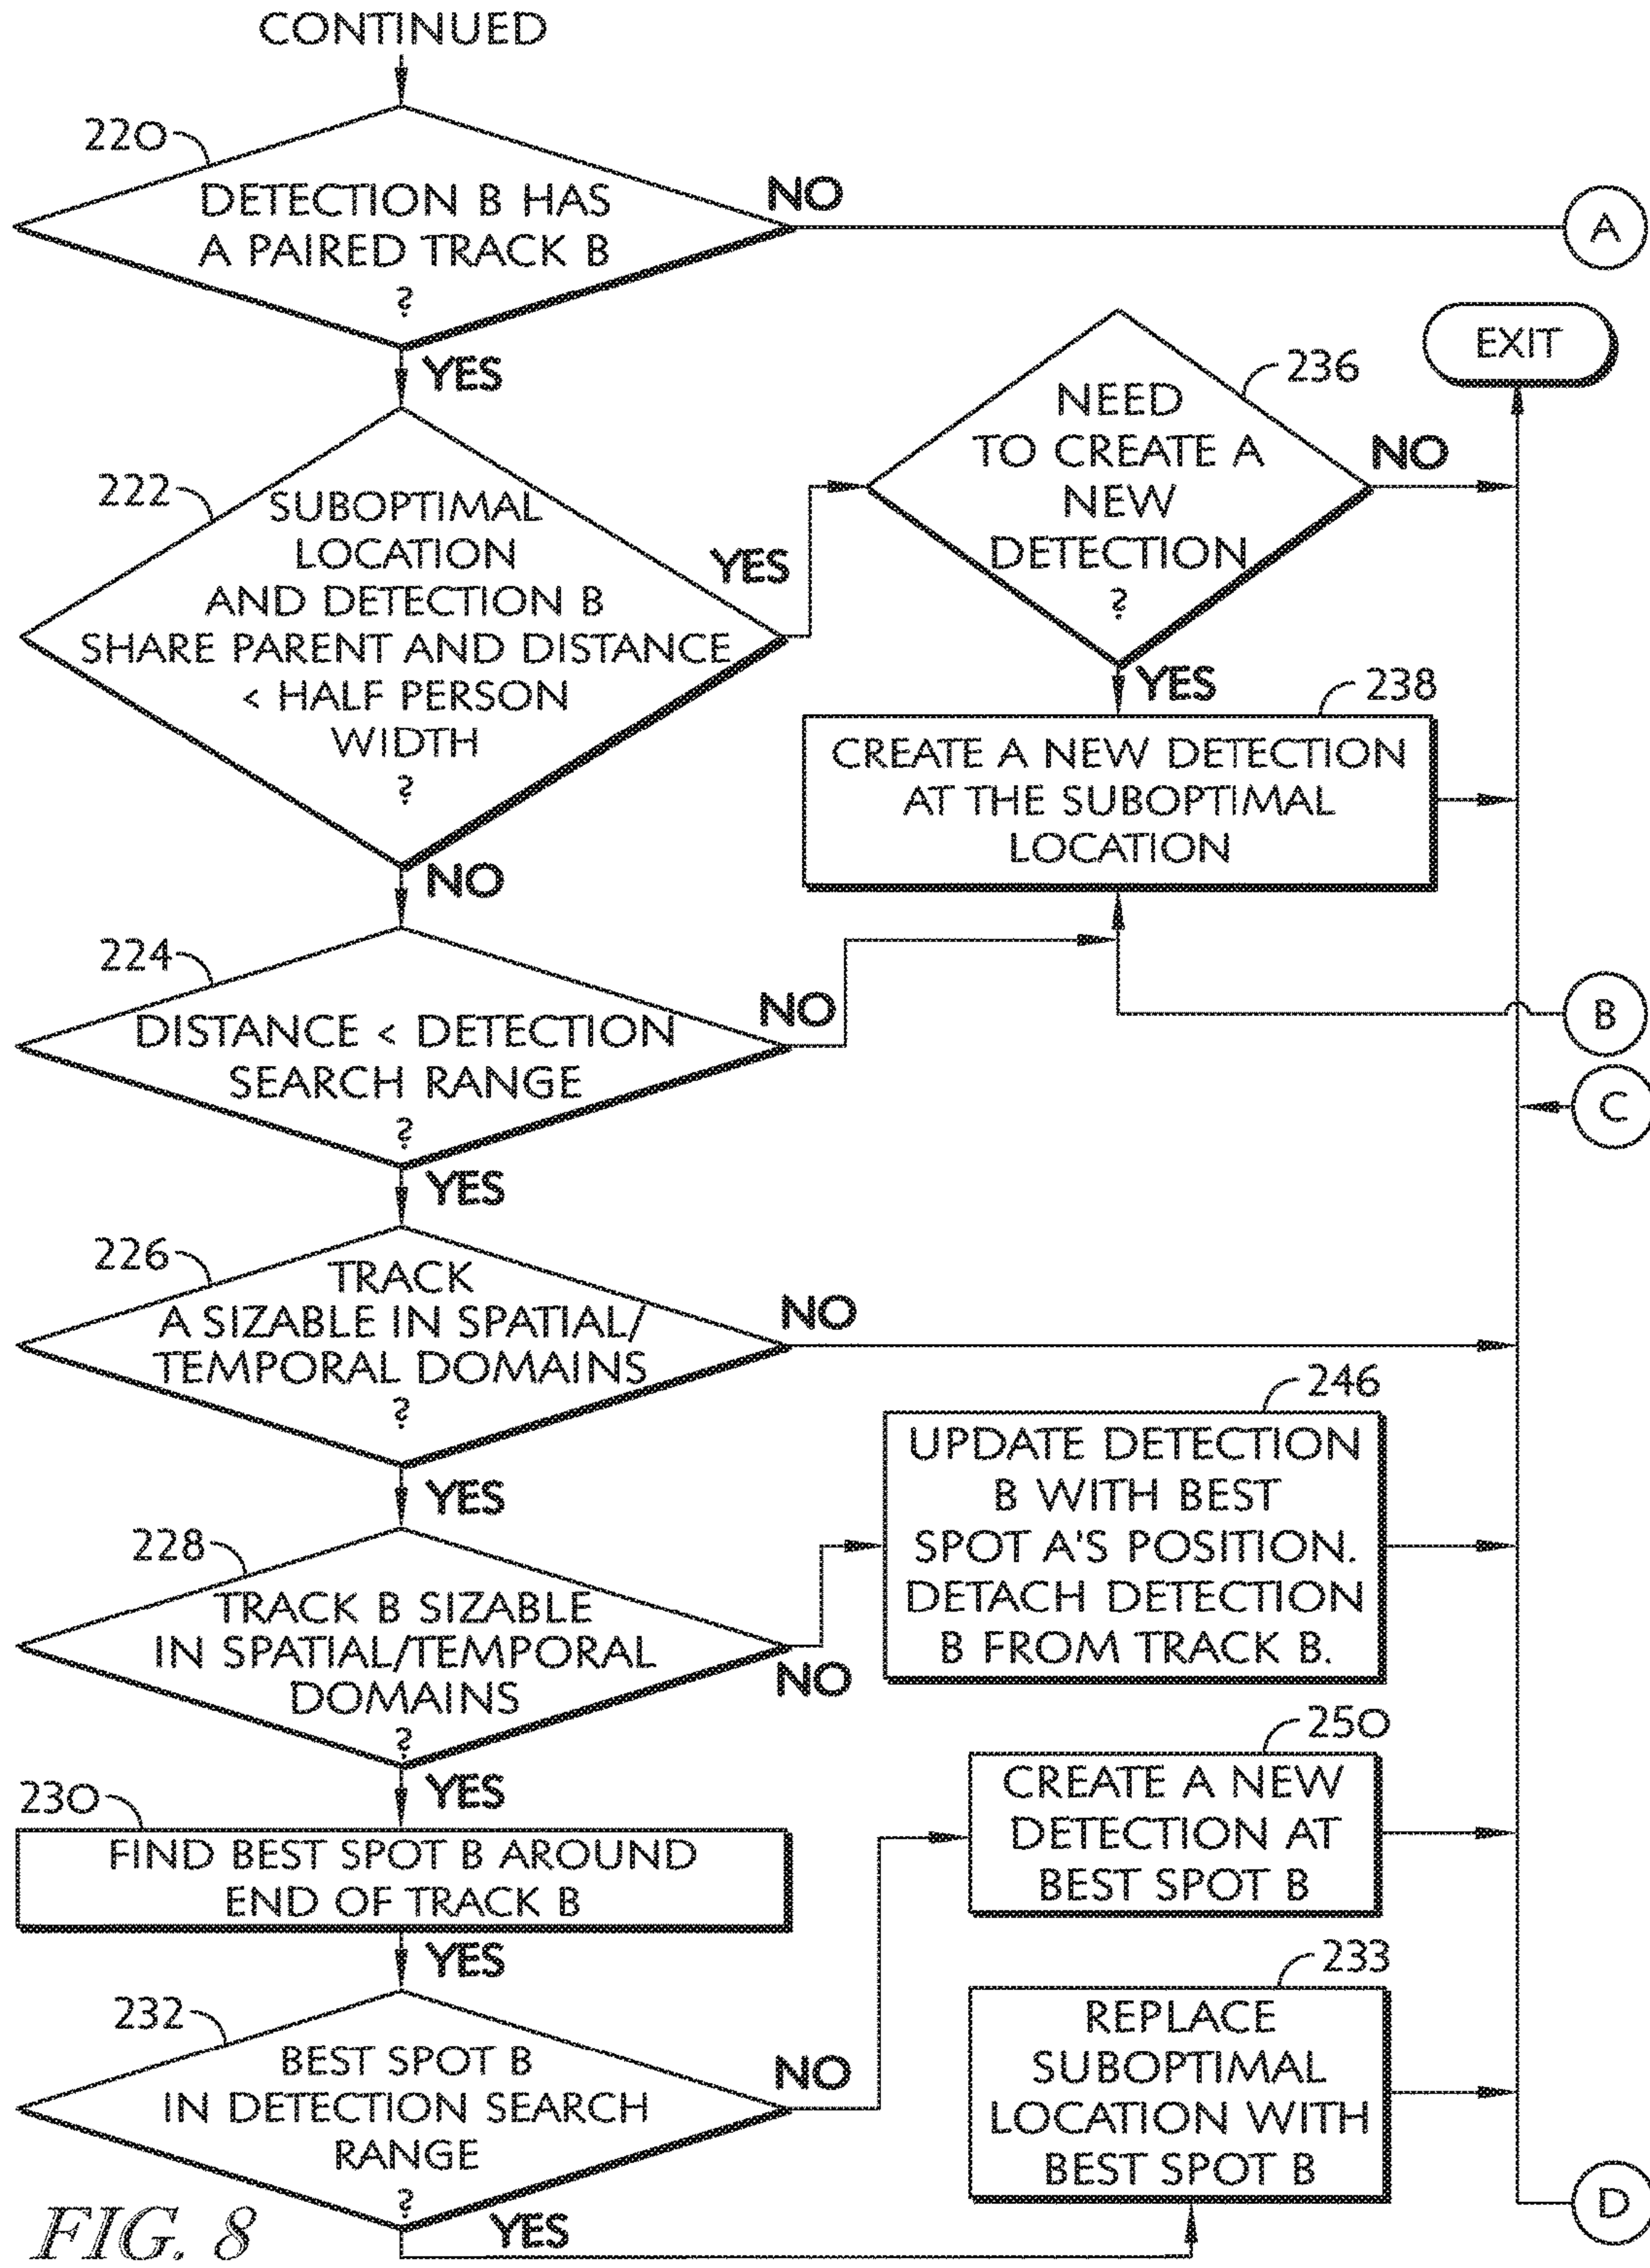 CONTINUED
220
DETECTION B HAS
A PAIRED TRACK B
?
NO
A
YES
EXIT
236
NEED
TO CREATE A
NEW
DETECTION
?
NO
YES
222
SUBOPTIMAL
LOCATION
AND DETECTION B
SHARE PARENT AND DISTANCE
< HALF PERSON
WIDTH
?
YES
NO
238
CREATE A NEW DETECTION
AT THE SUBOPTIMAL
LOCATION
224
DISTANCE < DETECTION
SEARCH RANGE
?
NO
B
C
YES
226
TRACK
A SIZABLE IN SPATIAL/
TEMPORAL DOMAINS
?
NO
YES
246
UPDATE DETECTION
B WITH BEST
SPOT A'S POSITION.
DETACH DETECTION
B FROM TRACK B.
228
TRACK B SIZABLE
IN SPATIAL/TEMPORAL
DOMAINS
?
NO
YES
250
CREATE A NEW
DETECTION AT
BEST SPOT B
230
FIND BEST SPOT B AROUND
END OF TRACK B
YES
233
REPLACE
SUBOPTIMAL
LOCATION WITH
BEST SPOT B
232
BEST SPOT B
IN DETECTION SEARCH
RANGE
?
NO
YES
D
FIG. 8